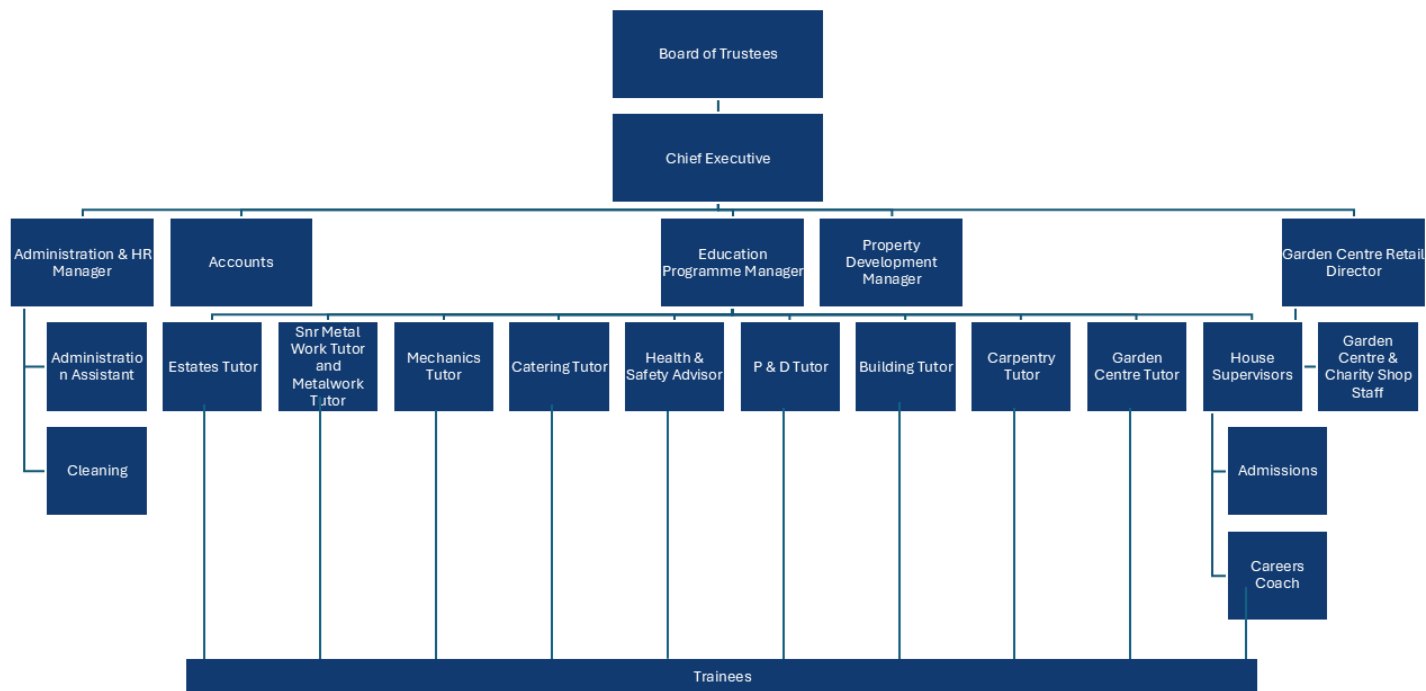 Board of Trustees
Chief Executive
Administration & HR
Manager
Accounts
Education
Programme Manager
Property
Development
Manager
Garden Centre Retail
Director
Administratio
n Assistant
Estates Tutor
Snr Metal
Work Tutor
and
Metalwork
Tutor
Mechanics
Tutor
Catering Tutor
Health &
Safety Advisor
P & D Tutor
Building Tutor
Carpentry
Tutor
Garden
Centre Tutor
House
Supervisors
Garden
Centre &
Charity Shop
Staff
Cleaning
Admissions
Careers
Coach
Trainees